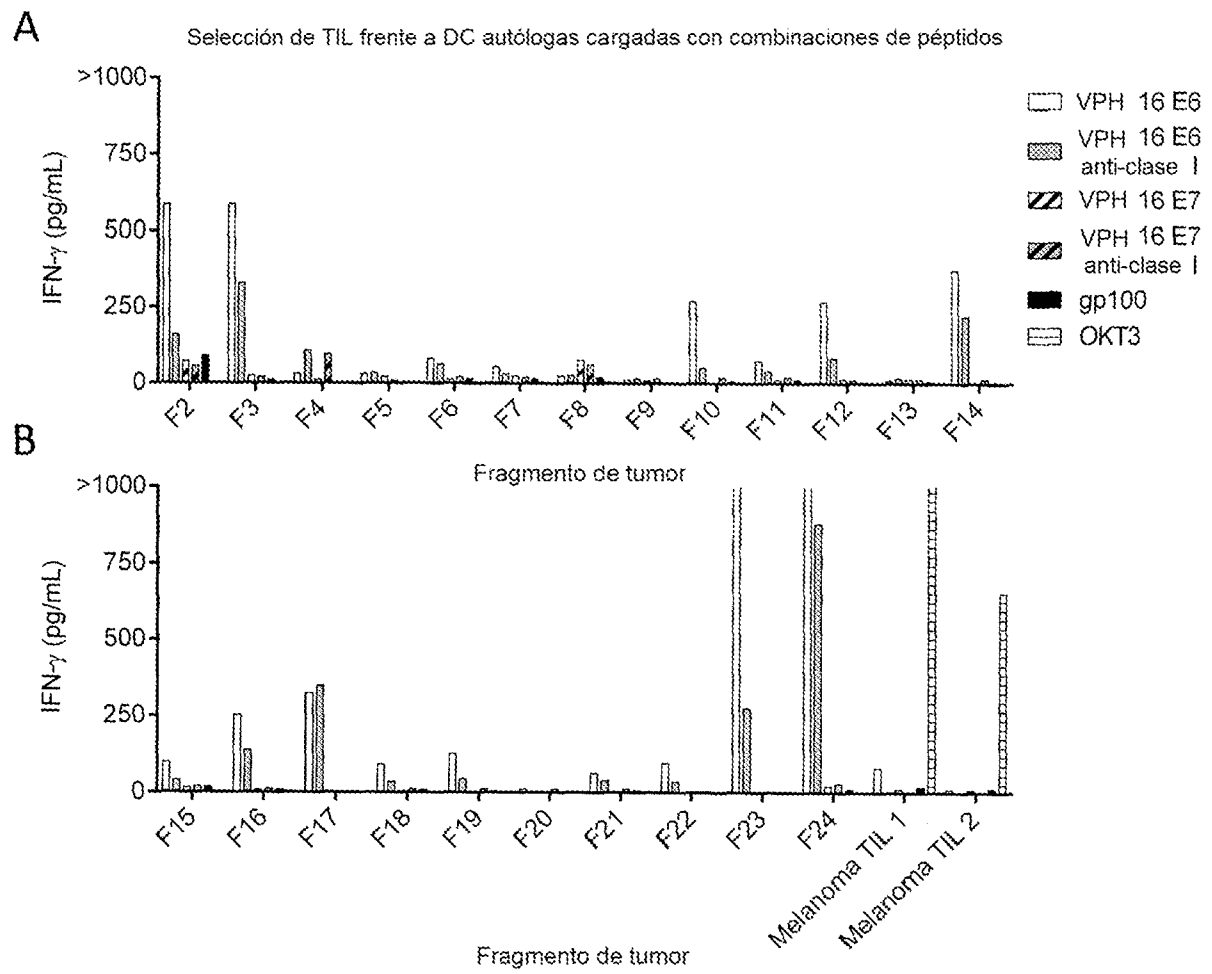 A
Selección de TIL frente a DC autólogas cargadas con combinaciones de péptidos
>1000
750
500
250
0
IFN-γ (pg/mL)
F2 F3 F4 F5 F6 F7 F8 F9 F10 F11 F12 F13 F14
Fragmento de tumor
VPH 16 E6
VPH 16 E6
anti-clase I
VPH 16 E7
VPH 16 E7
anti-clase I
gp100
OKT3
B
>1000
750
500
250
0
IFN-γ (pg/mL)
F15 F16 F17 F18 F19 F20 F21 F22 F23 F24 Melanoma TIL 1 Melanoma TIL 2
Fragmento de tumor